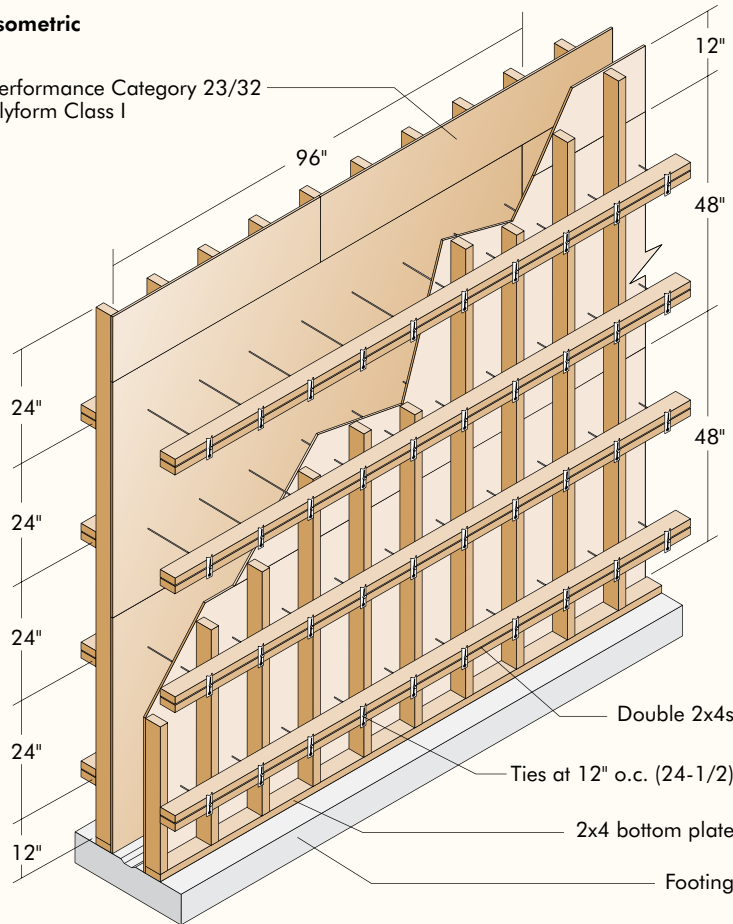 sometric
12"
erformance Category 23/32
lyform Class I
96"
48"
24"
48"
24"
24"
24"
Double 2x4s
Ties at 12" o.c. (24-1/2)
2x4 bottom plate
12"
Footing